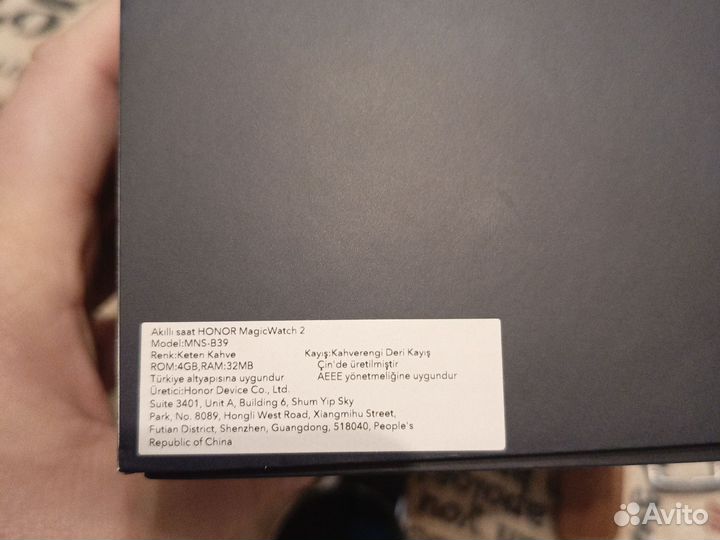 Akıllı saat HONOR MagicWatch 2
Model:MNS-B39
Renk:Keten Kahve Kayış:Kahverengi Deri Kayış
ROM:4GB,RAM:32MB Çin'de üretilmiştir
Türkiye altyapısına uygundur AEEE yönetmeliğine uygundur
Üretici:Honor Device Co., Ltd.
Suite 3401, Unit A, Building 6, Shum Yip Sky
Park, No. 8089, Hongli West Road, Xiangmihu Street,
Futian District, Shenzhen, Guangdong, 518040, People's
Republic of China
you
Avito